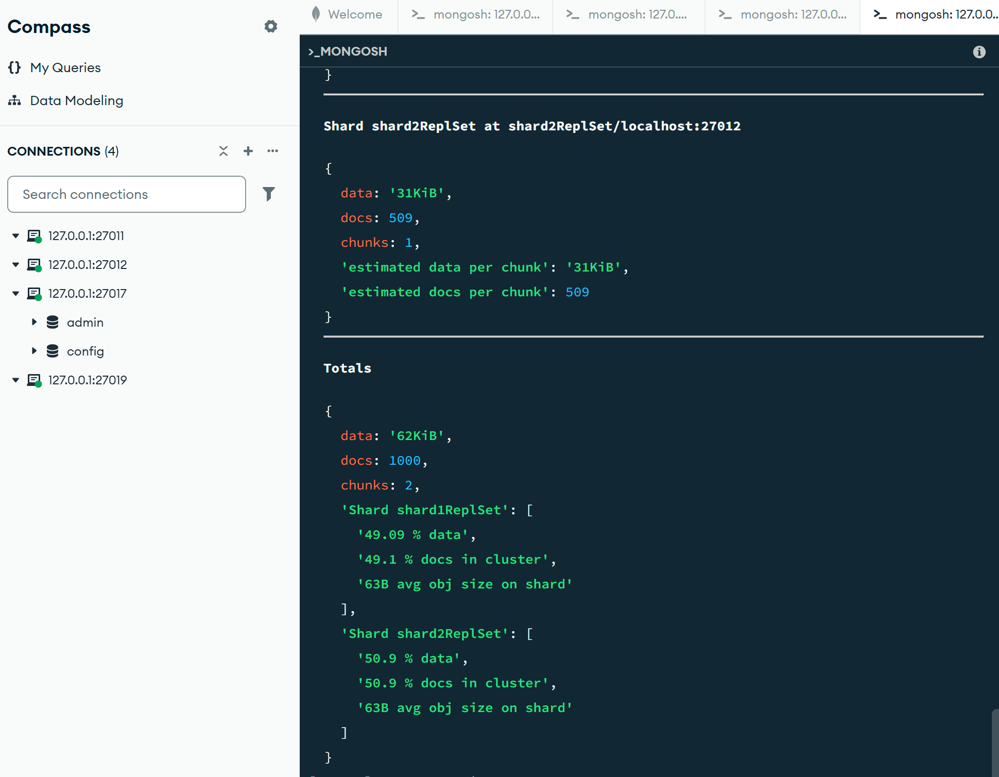 Compass
My Queries
Data Modeling
CONNECTIONS (4)
Search connections
127.0.0.1:27011
127.0.0.1:27012
127.0.0.1:27017
admin
config
127.0.0.1:27019
Welcome
mongosh: 127.0.0...
mongosh: 127.0....
mongosh: 127.0.0...
mongosh: 127.0.0..
>_MONGOSH
}
Shard shard2ReplSet at shard2ReplSet/localhost:27012
{
data: '31KiB',
docs: 509,
chunks: 1,
'estimated data per chunk': '31KiB',
'estimated docs per chunk': 509
}
Totals
{
data: '62KiB',
docs: 1000,
chunks: 2,
'Shard shard1ReplSet': [
'49.09 % data',
'49.1 % docs in cluster',
'63B avg obj size on shard'
],
'Shard shard2ReplSet': [
'50.9 % data',
'50.9 % docs in cluster',
'63B avg obj size on shard'
]
}